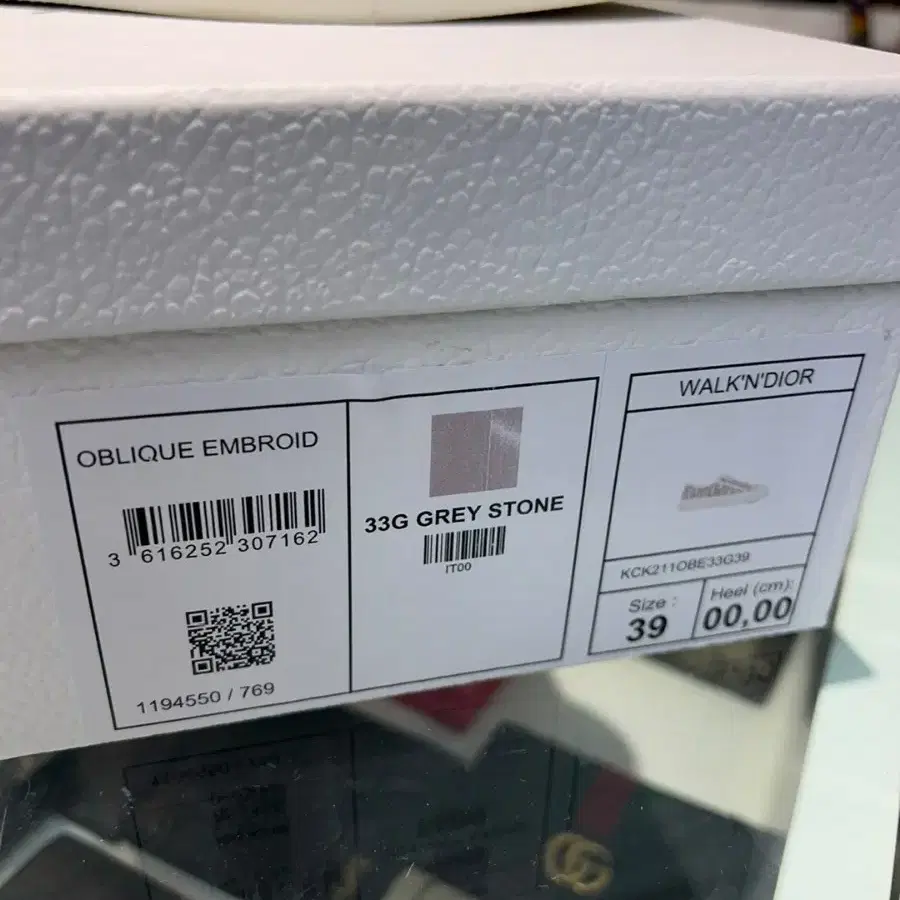 OBLIQUE EMBROID
3 616252 307162
1194550 / 769
33G GREY STONE
IT00
WALK'N'DIOR
KCK211OBE33G39
Size :
39
Heel (cm):
00,00